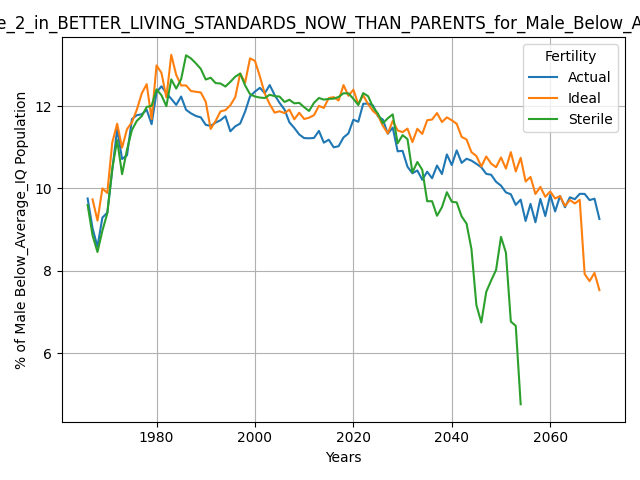 e_2_in_BETTER_LIVING_STANDARDS_NOW_THAN_PARENTS_for_Male_Below_A
Fertility
Actual
Ideal
Sterile
% of Male Below_Average_IQ Population
12
10
8
6
1980 2000 2020 2040 2060
Years